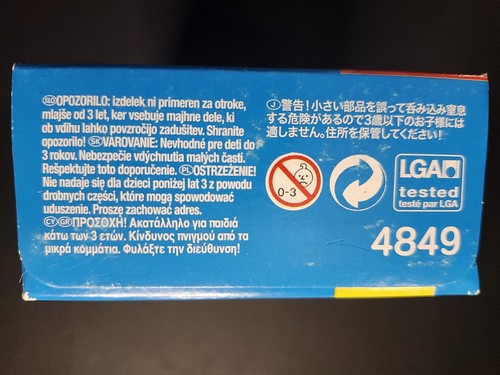 SLO OPOZORILO: izdelek ni primeren za otroke,
mlajše od 3 let, ker vsebuje majhne dele, ki
ob vdihu lahko povzročijo zadušitev. Shranite
opozorilo! SK VAROVANIE: Nevhodné pre deti do
3 rokov. Nebezpečie vdýchnutia malých častí.
Rešpektujte toto doporučenie. PL OSTRZEŻENIE!
Nie nadaje się dla dzieci poniżej lat 3 z powodu
drobnych części, które mogą spowodować
uduszenie. Proszę zachować adres.
CY GR ΠΡΟΣΟΧΗ! Ακατάλληλο για παιδιά
κάτω των 3 ετών. Κίνδυνος πνιγμού από τα
μικρά κομμάτια. Φυλάξτε την διεύθυνση!
J 警告！小さい部品を誤って呑み込み窒息
する危険があるので3歳以下のお子様には
適しません。住所を保管してください！
0-3
LGA
tested
testé par LGA
4849